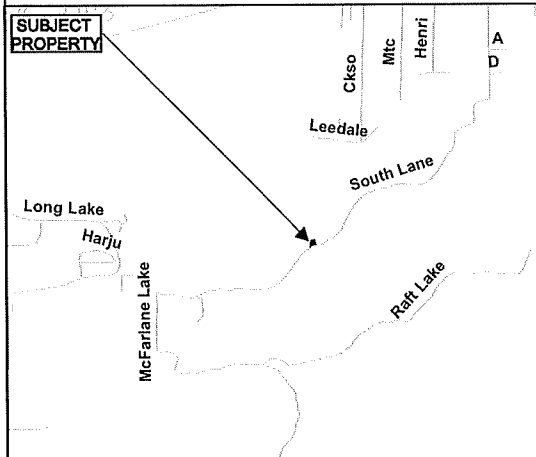 SUBJECT
PROPERTY
Ckso
Mtc
Henri
A
D
Leedale
South Lane
Long Lake
Harju
McFarlane Lake
Raft Lake